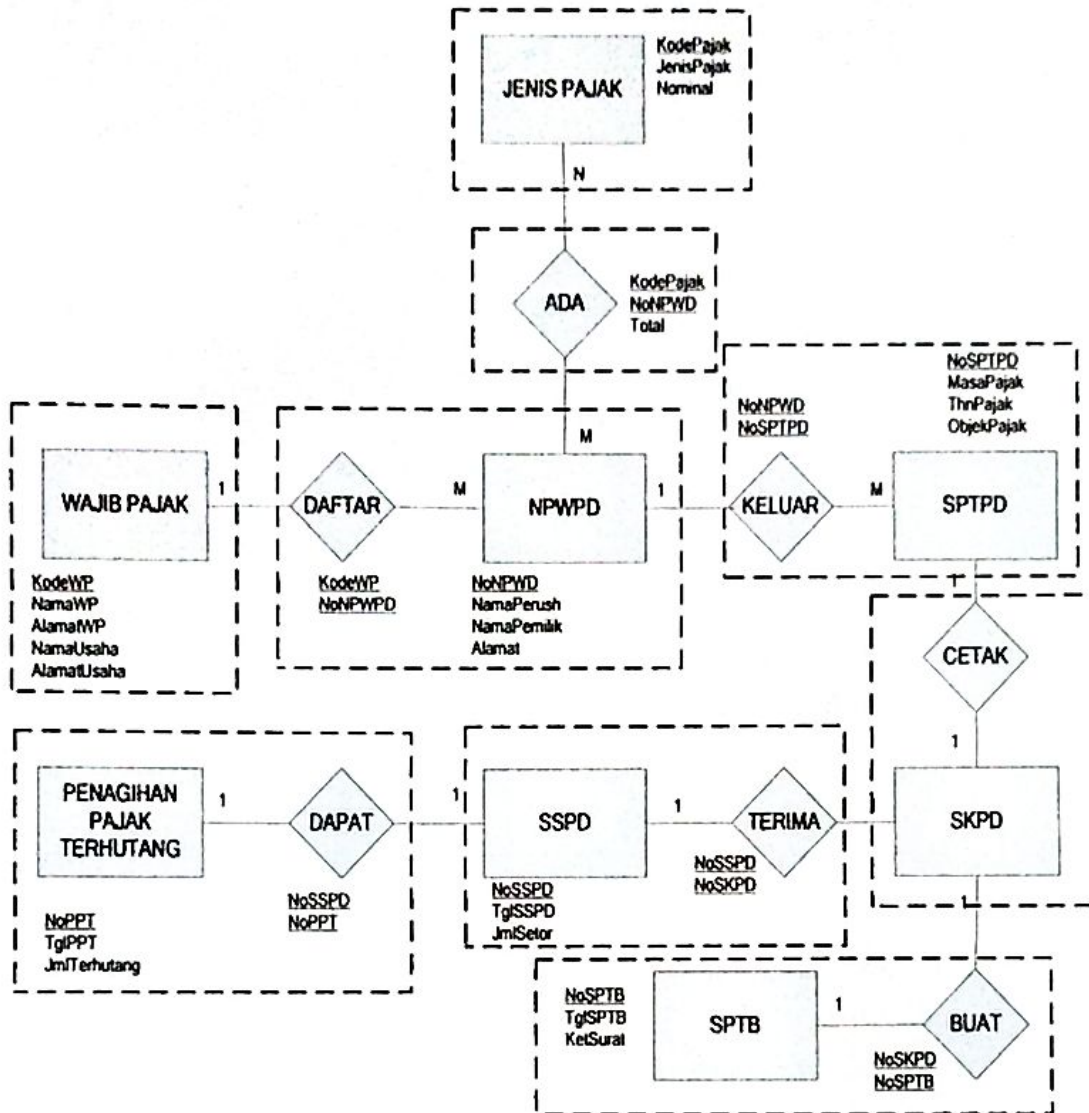 KodePajak
JenisPajak
Nominal
JENIS PAJAK
N
ADA
KodePajak
NoNPWD
Total
M
WAJIB PAJAK
1
KodeWP
NamaWP
AlamatWP
NamaUsaha
AlamatUsaha
DAFTAR
M
KodeWP
NoNPWPD
NPWPD
1
NoNPWD
NamaPerush
NamaPemilik
Alamat
NoNPWD
NoSPTPD
KELUAR
M
NoSPTPD
MasaPajak
ThnPajak
ObjekPajak
SPTPD
1
CETAK
1
PENAGIHAN
PAJAK
TERHUTANG
1
DAPAT
1
NoPPT
TglPPT
JmlTerhutang
NoSSPD
NoPPT
SSPD
1
TERIMA
NoSSPD
TglSSPD
JmlSetor
NoSSPD
NoSKPD
SKPD
1
NoSPTB
TglSPTB
KetSurat
SPTB
1
BUAT
NoSKPD
NoSPTB